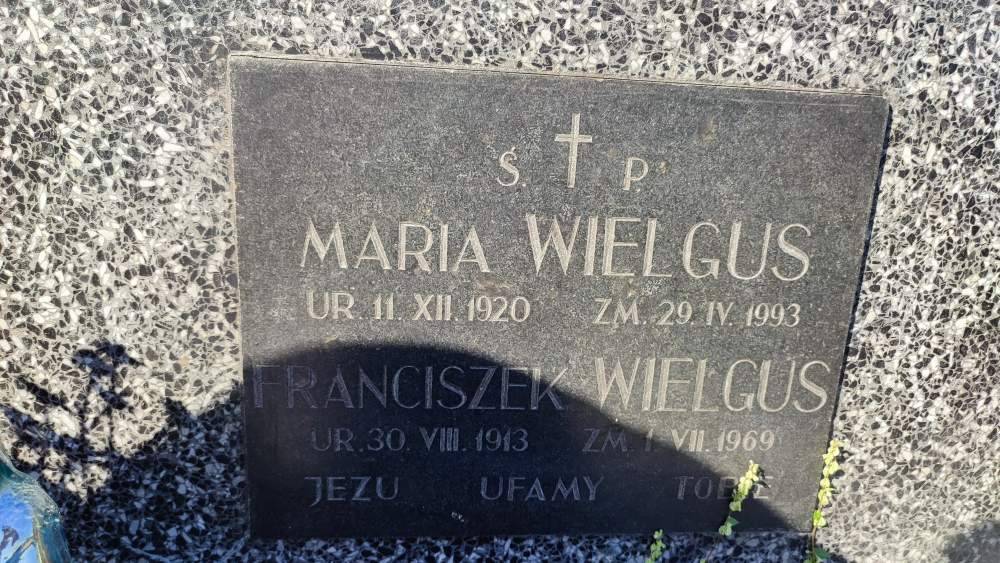 Ś. P.
MARIA WIELGUS
UR. 11. XII. 1920 ZM. 29. IV. 1993
FRANCISZEK WIELGUS
UR. 30. VIII. 1913 ZM. 1. VII. 1969
JEZU UFAMY TOBIE